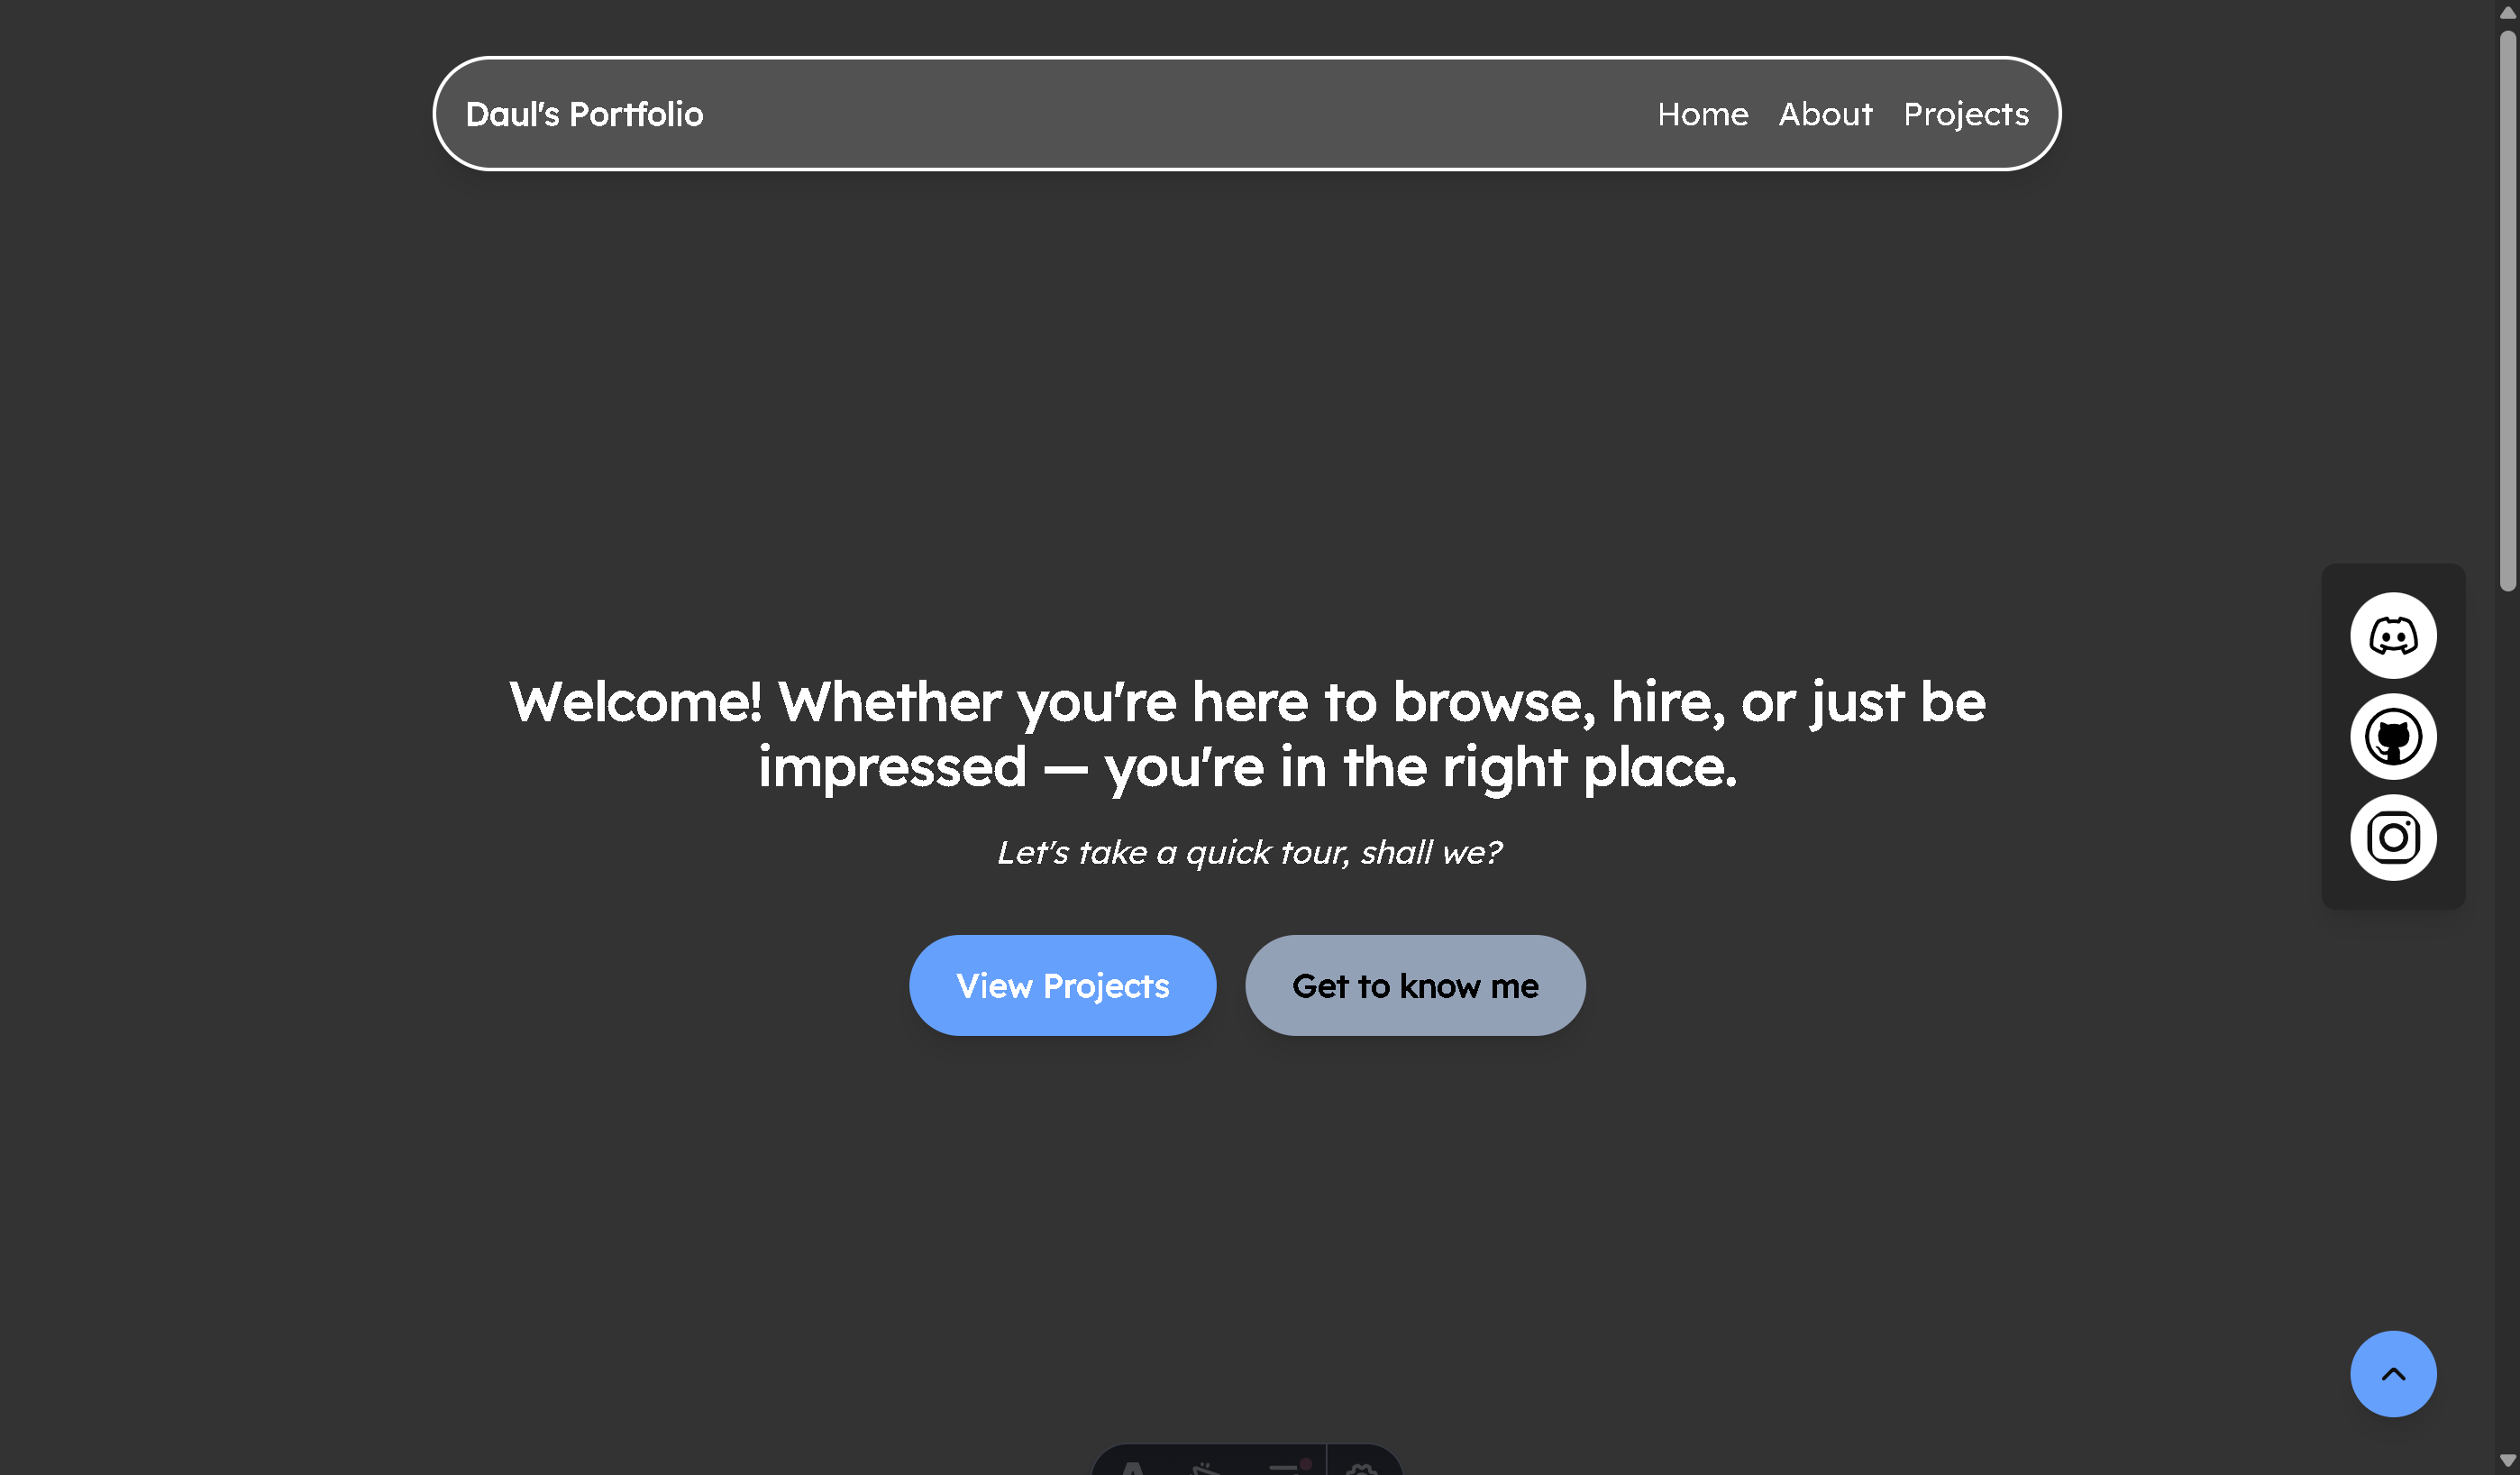 Daul's Portfolio
Home About Projects
Welcome! Whether you're here to browse, hire, or just be
impressed — you're in the right place.
Let's take a quick tour, shall we?
View Projects
Get to know me